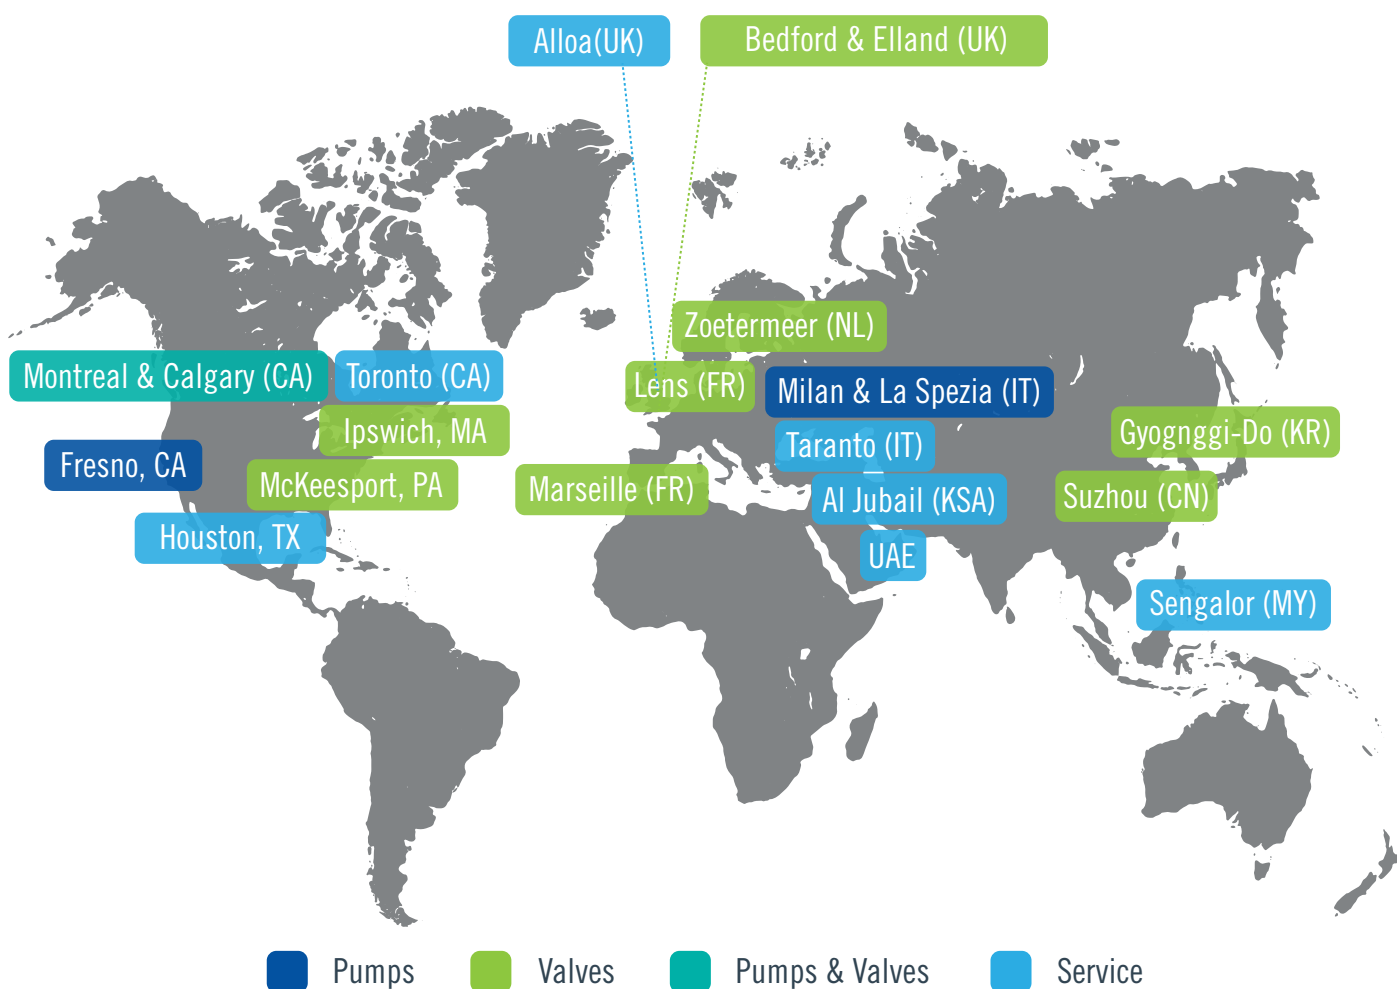 Alloa(UK)
Bedford & Elland (UK)
Zoetermeer (NL)
Montreal & Calgary (CA)
Toronto (CA)
Lens (FR)
Milan & La Spezia (IT)
Ipswich, MA
Gyognggi-Do (KR)
Taranto (IT)
Fresno, CA
McKeesport, PA
Marseille (FR)
Al Jubail (KSA)
Suzhou (CN)
Houston, TX
UAE
Sengalor (MY)
Pumps
Valves
Pumps & Valves
Service